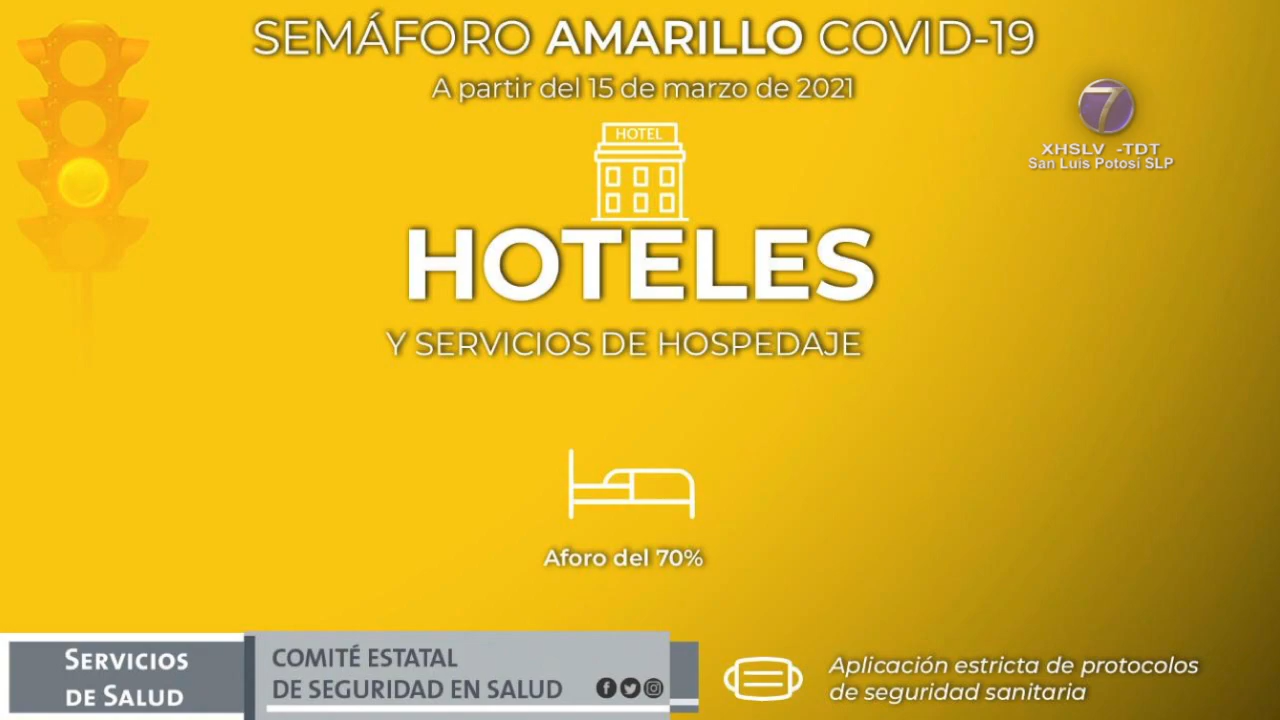 SEMÁFORO AMARILLO COVID-19
A partir del 15 de marzo de 2021
7
XHSLV -TDT
San Luis Potosí SLP
HOTEL
HOTELES
Y SERVICIOS DE HOSPEDAJE
Aforo del 70%
SERVICIOS
DE SALUD
COMITÉ ESTATAL
DE SEGURIDAD EN SALUD
Aplicación estricta de protocolos
de seguridad sanitaria